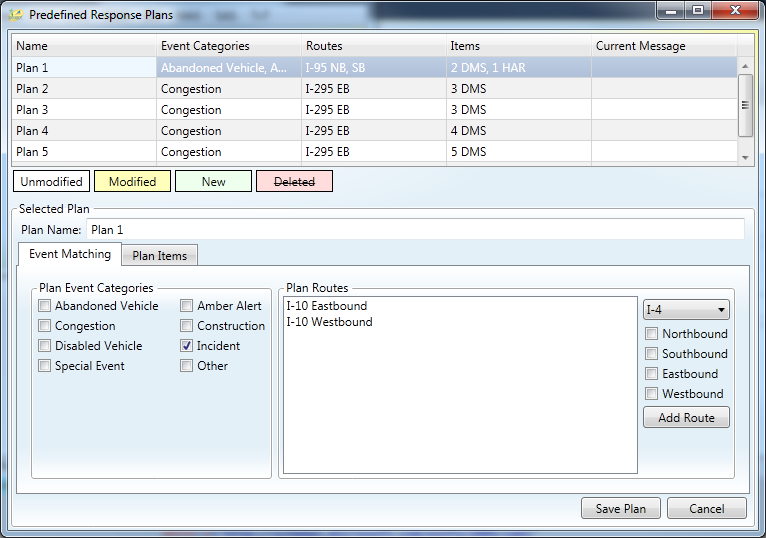 Predefined Response Plans
Name Event Categories Routes Items Current Message
Plan 1 Abandoned Vehicle, A... I-95 NB, SB 2 DMS, 1 HAR
Plan 2 Congestion I-295 EB 3 DMS
Plan 3 Congestion I-295 EB 3 DMS
Plan 4 Congestion I-295 EB 4 DMS
Plan 5 Congestion I-295 EB 5 DMS
Unmodified Modified New Deleted
Selected Plan
Plan Name: Plan 1
Event Matching Plan Items
Plan Event Categories Plan Routes
Abandoned Vehicle Amber Alert I-10 Eastbound I-4
Congestion Construction I-10 Westbound Northbound
Disabled Vehicle Incident Southbound
Special Event Other Eastbound
Westbound
Add Route
Save Plan Cancel